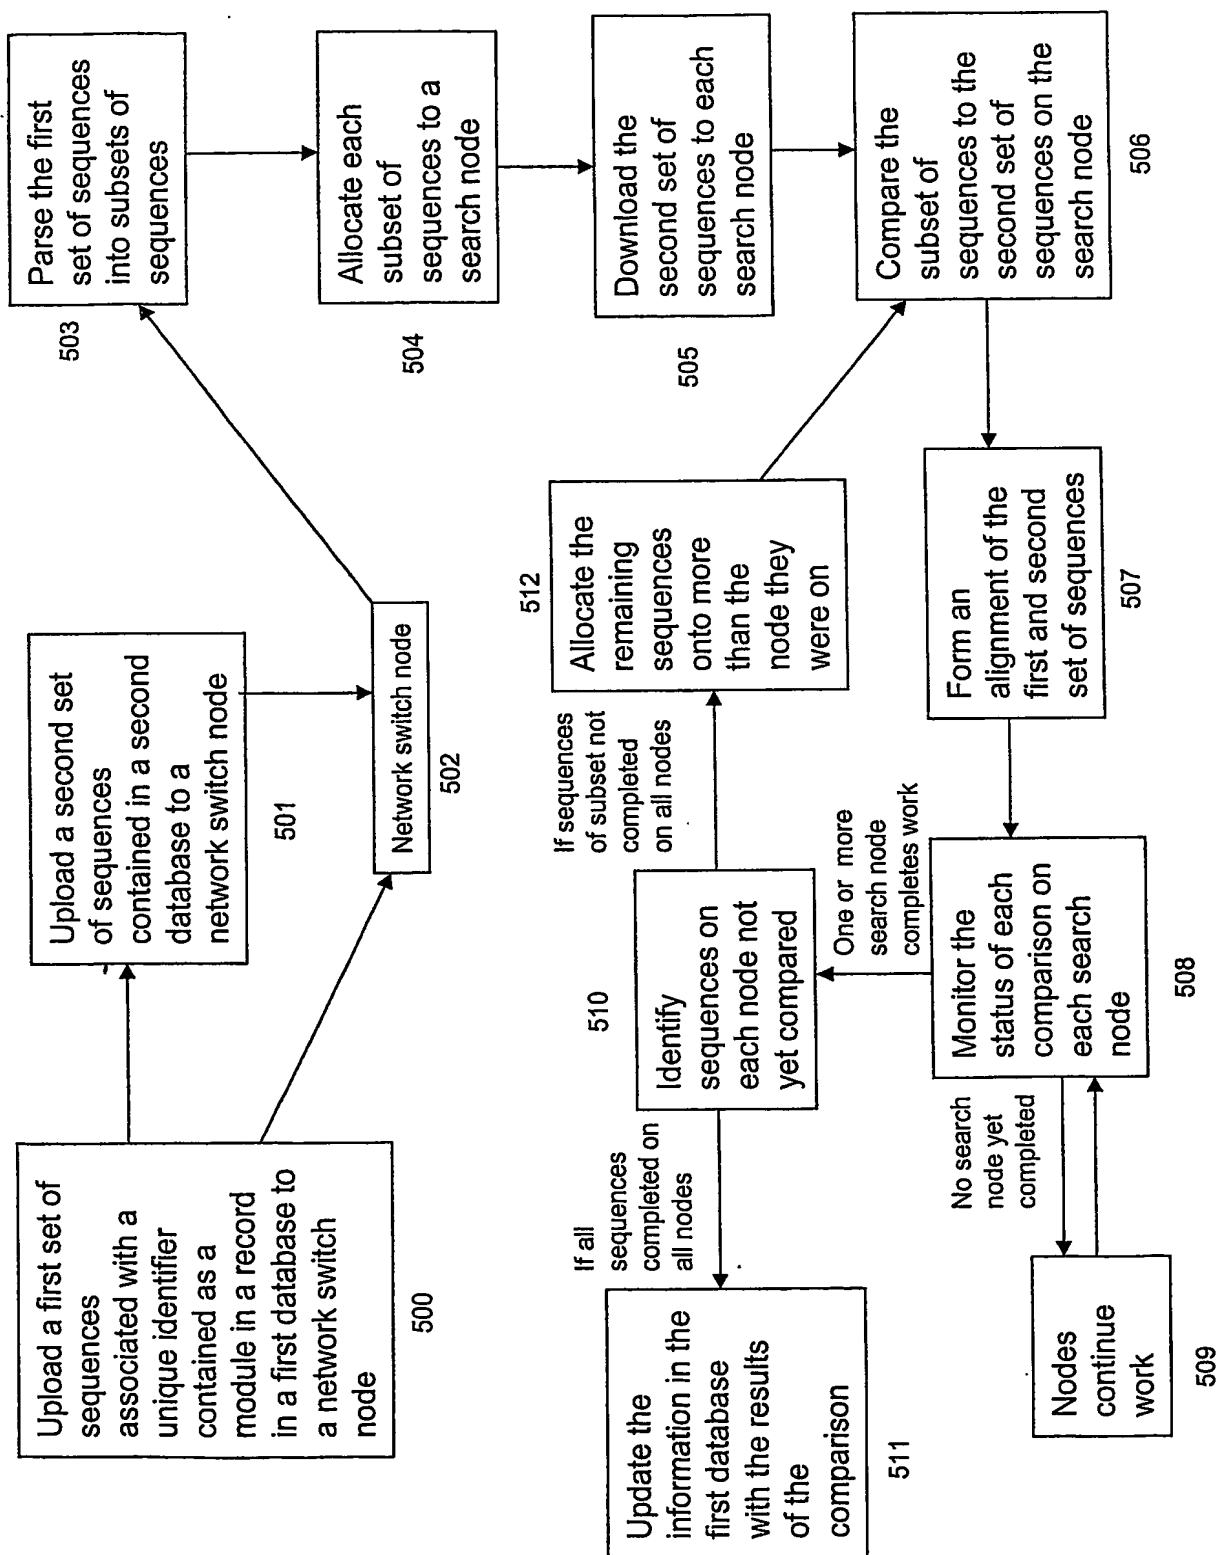 Upload a first set of
sequences
associated with a
unique identifier
contained as a
module in a record
in a first database to
a network switch
node
500
Upload a second set
of sequences
contained in a second
database to a
network switch node
501
Network switch node
502
Parse the first
set of sequences
into subsets of
sequences
503
Allocate each
subset of
sequences to a
search node
504
Download the
second set of
sequences to each
search node
505
Compare the
subset of
sequences to the
second set of
sequences on the
search node
506
Form an
alignment of the
first and second
set of sequences
507
Monitor the
status of each
comparison on
each search
node
508
No search
node yet
completed
Nodes
continue
work
509
One or more
search node
completes work
510
Identify
sequences on
each node not
yet compared
If all
sequences
completed on
all nodes
Update the
information in the
first database
with the results
of the
comparison
511
If sequences
of subset not
completed
on all nodes
512
Allocate the
remaining
sequences
onto more
than the
node they
were on